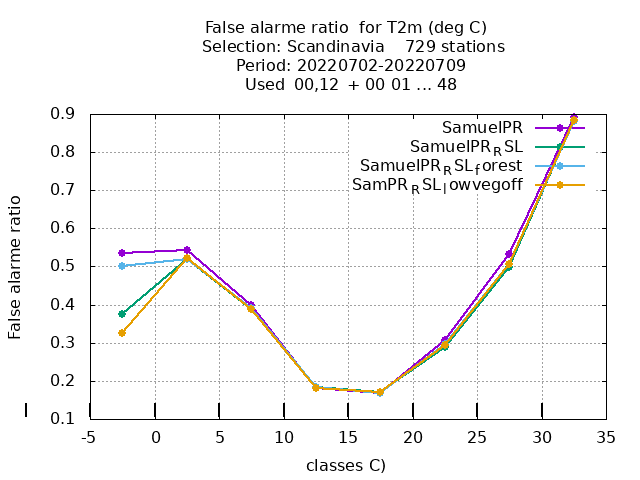 False alarme ratio  for T2m (deg C)
Selection: Scandinavia    729 stations
Period: 20220702-20220709
Used  00,12  + 00 01 ... 48
SamuelPR
SamuelPR_RSL
SamuelPR_RSL_forest
SamPR_RSL_lowvegoff
False alarme ratio
0.9
0.8
0.7
0.6
0.5
0.4
0.3
0.2
0.1
-5 0 5 10 15 20 25 30 35
classes C)